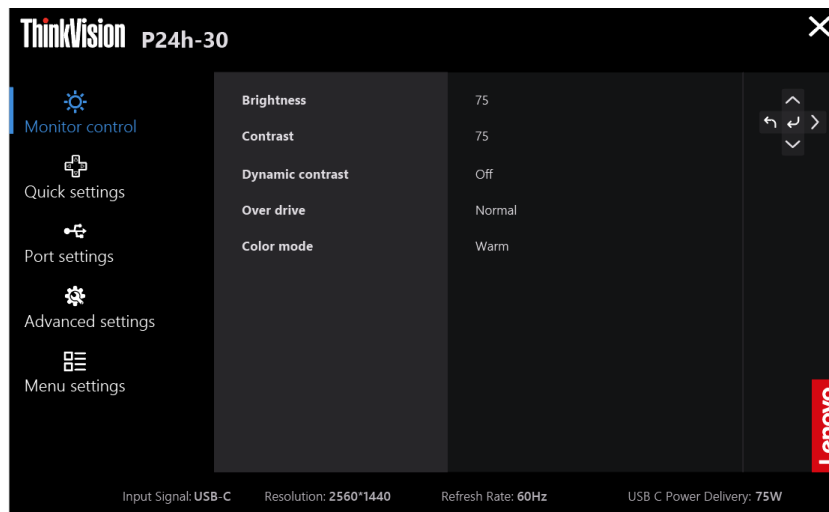 ThinkVision P24h-30
Monitor control
Quick settings
Port settings
Advanced settings
Menu settings
Brightness 75
Contrast 75
Dynamic contrast Off
Over drive Normal
Color mode Warm
Lenovo
Input Signal: USB-C Resolution: 2560*1440 Refresh Rate: 60Hz USB C Power Delivery: 75W